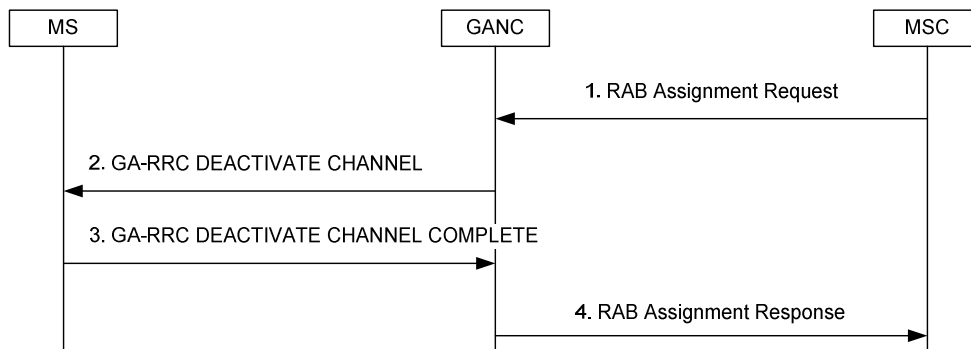 MS
GANC
MSC
1. RAB Assignment Request
2. GA-RRC DEACTIVATE CHANNEL
3. GA-RRC DEACTIVATE CHANNEL COMPLETE
4. RAB Assignment Response